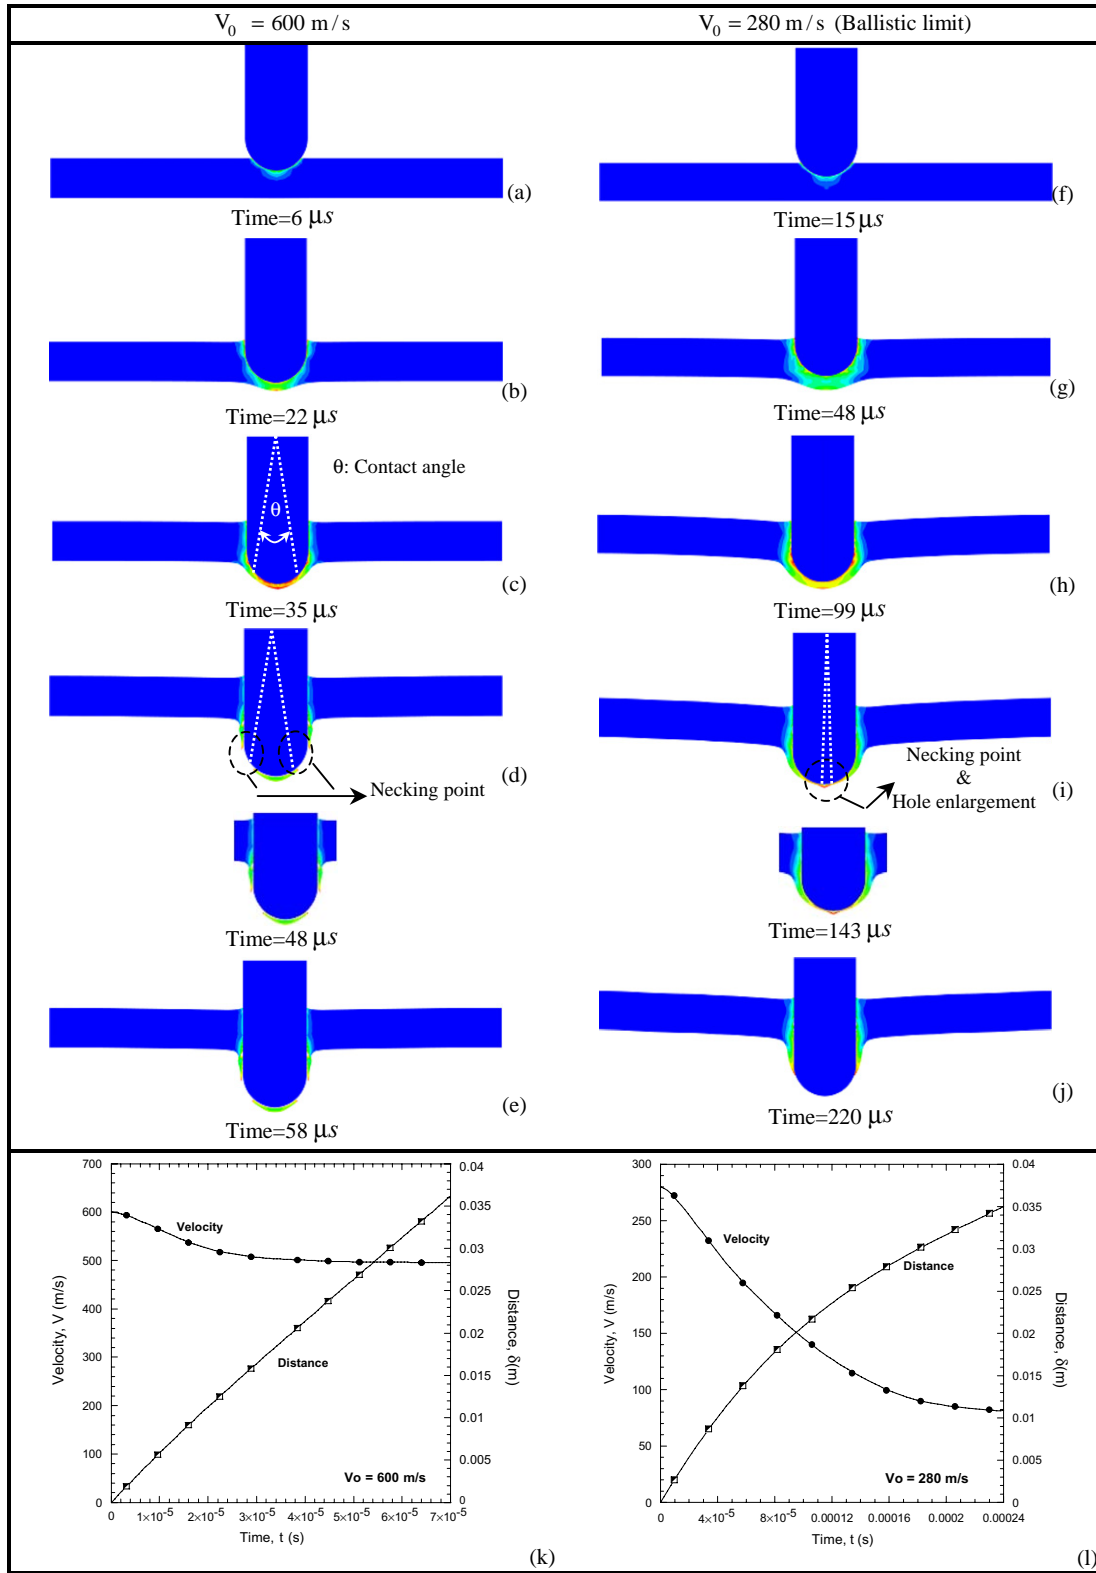 V₀ = 600 m/s
V₀ = 280 m/s (Ballistic limit)
(a)
Time=6 μs
(f)
Time=15 μs
(b)
Time=22 μs
(g)
Time=48 μs
θ: Contact angle
θ
(c)
Time=35 μs
(h)
Time=99 μs
(d)
Necking point
Necking point
&
Hole enlargement
(i)
Time=48 μs
Time=143 μs
(e)
Time=58 μs
(j)
Time=220 μs
700
600
500
400
300
200
100
0
Velocity, V (m/s)
0.04
0.035
0.03
0.025
0.02
0.015
0.01
0.005
0
Distance, δ(m)
Velocity
Distance
Vo = 600 m/s
0 1×10⁻⁵ 2×10⁻⁵ 3×10⁻⁵ 4×10⁻⁵ 5×10⁻⁵ 6×10⁻⁵ 7×10⁻⁵
Time, t (s)
(k)
300
250
200
150
100
50
0
Velocity, V (m/s)
0.04
0.035
0.03
0.025
0.02
0.015
0.01
0.005
0
Distance, δ(m)
Velocity
Distance
Vo = 280 m/s
0 4×10⁻⁵ 8×10⁻⁵ 0.00012 0.00016 0.0002 0.00024
Time, t (s)
(l)